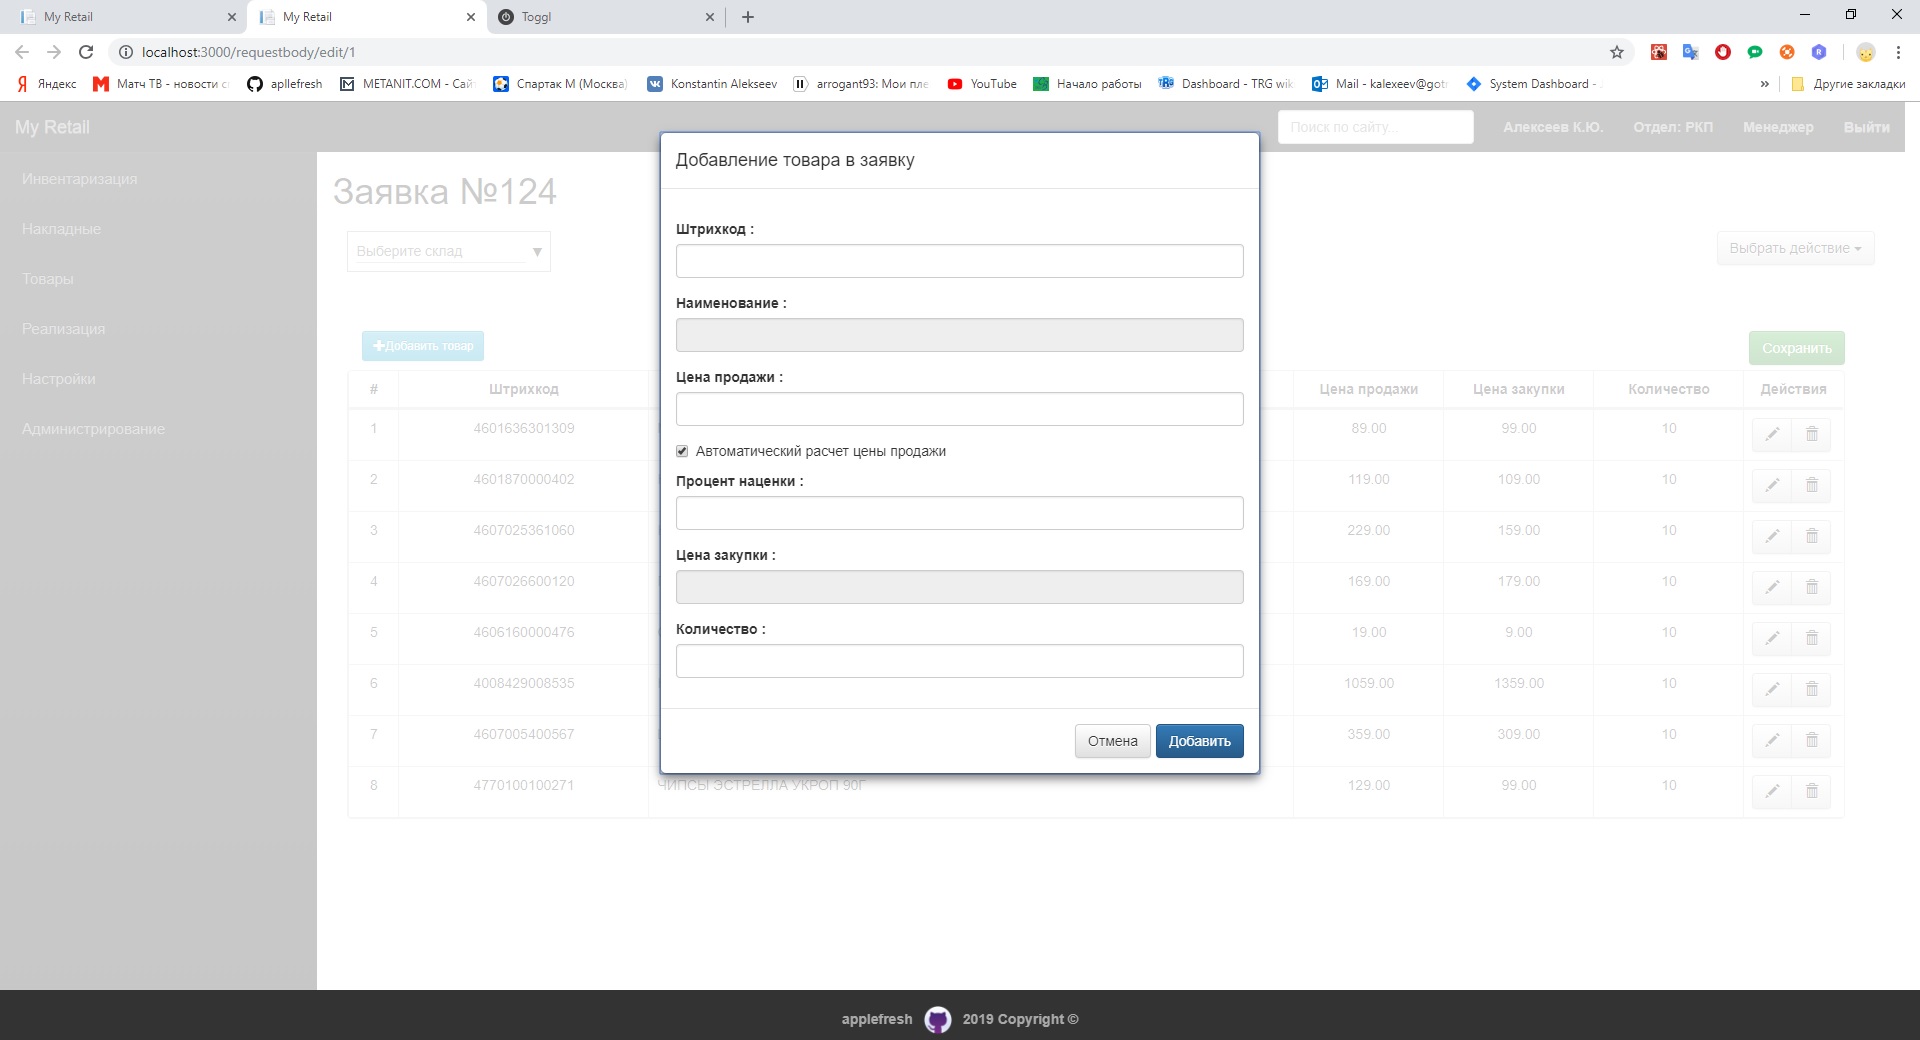 My Retail
My Retail
Toggl
localhost:3000/requestbody/edit/1
Яндекс
Матч ТВ - новости с
apllefresh
METANIT.COM - Сай
Спартак М (Москва)
Konstantin Alekseev
arrogant93: Мои пле
YouTube
Начало работы
Dashboard - TRG wik
Mail - kalexeev@gotr
System Dashboard -
»
Другие закладки
My Retail
Поиск по сайту...
Алексеев К.Ю.
Отдел: РКП
Менеджер
Выйти
Инвентаризация
Накладные
Товары
Реализация
Настройки
Администрирование
Заявка №124
Выберите склад
Выбрать действие
Добавить товар
Сохранить
# Штрихкод Цена продажи Цена закупки Количество Действия
1 4601636301309 89.00 99.00 10
2 4601870000402 119.00 109.00 10
3 4607025361060 229.00 159.00 10
4 4607026600120 169.00 179.00 10
5 4606160000476 19.00 9.00 10
6 4008429008535 1059.00 1359.00 10
7 4607005400567 359.00 309.00 10
8 4770100100271 ЧИПСЫ ЭСТРЕЛЛА УКРОП 90Г 129.00 99.00 10
Добавление товара в заявку
Штрихкод :
Наименование :
Цена продажи :
Автоматический расчет цены продажи
Процент наценки :
Цена закупки :
Количество :
Отмена
Добавить
applefresh
2019 Copyright ©